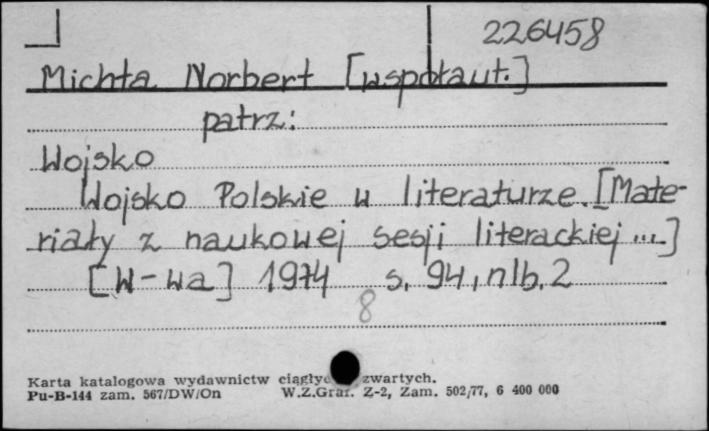 226458
Michta Norbert [współaut.]
patrz:
Wojsko
Wojsko Polskie w literaturze. [Mate-
riały z naukowej sesji literackiej ...]
[W-wa] 1974 s. 94, nlb. 2
8
Karta katalogowa wydawnictw zwartych.
Pu-B-144 zam. 567/DW/On W.Z.Graf. Z-2, Zam. 502/77, 6 400 000